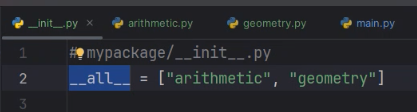 __init__.py × arithmetic.py geometry.py main.py
1 # mypackage/__init__.py
2 __all__ = ["arithmetic", "geometry"]